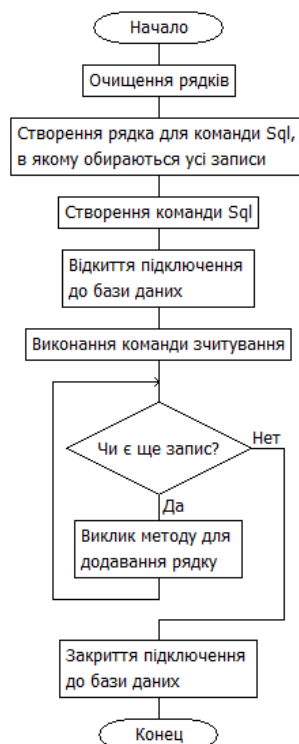 Начало
Очищення рядків
Створення рядка для команди Sql,
в якому обираються усі записи
Створення команди Sql
Відкиття підключення
до бази даних
Виконання команди зчитування
Чи є ще запис?
Нет
Да
Виклик методу для
додавання рядку
Закриття підключення
до бази даних
Конец